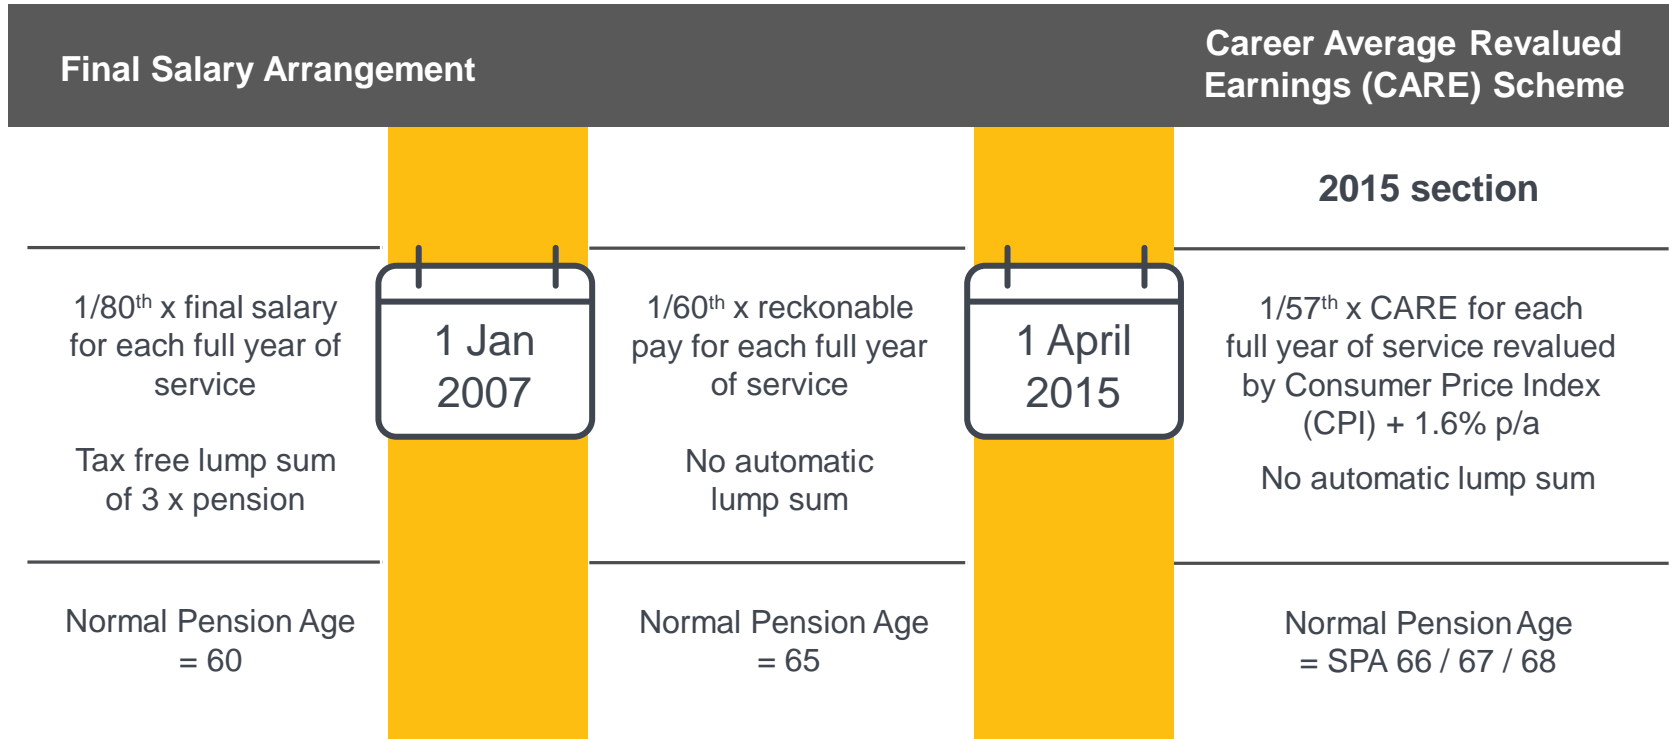 Final Salary Arrangement
Career Average Revalued
Earnings (CARE) Scheme
2015 section
1/80th x final salary
for each full year of
service
Tax free lump sum
of 3 x pension
Normal Pension Age
= 60
1 Jan
2007
1/60th x reckonable
pay for each full year
of service
No automatic
lump sum
Normal Pension Age
= 65
1 April
2015
1/57th x CARE for each
full year of service revalued
by Consumer Price Index
(CPI) + 1.6% p/a
No automatic lump sum
Normal Pension Age
= SPA 66 / 67 / 68